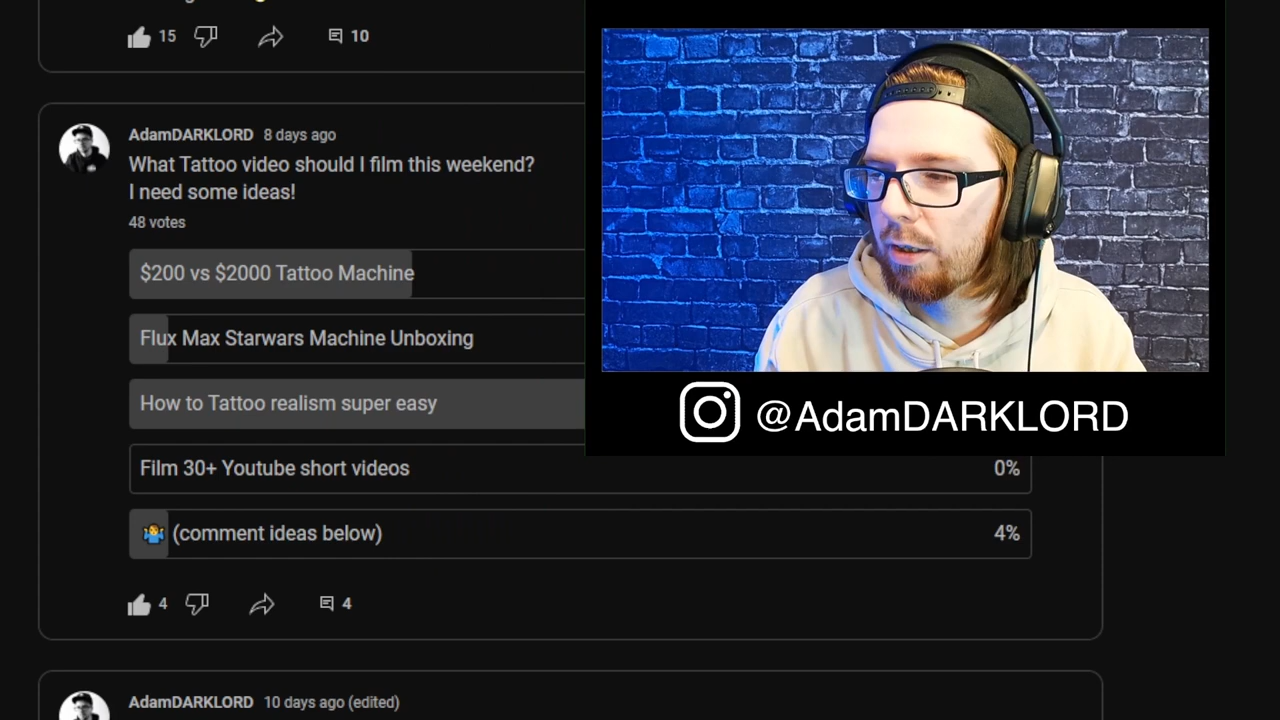 15
10
AdamDARKLORD 8 days ago
What Tattoo video should I film this weekend?
I need some ideas!
48 votes
$200 vs $2000 Tattoo Machine
Flux Max Starwars Machine Unboxing
How to Tattoo realism super easy
Film 30+ Youtube short videos 0%
🤷 (comment ideas below) 4%
4
4
AdamDARKLORD 10 days ago (edited)
@AdamDARKLORD